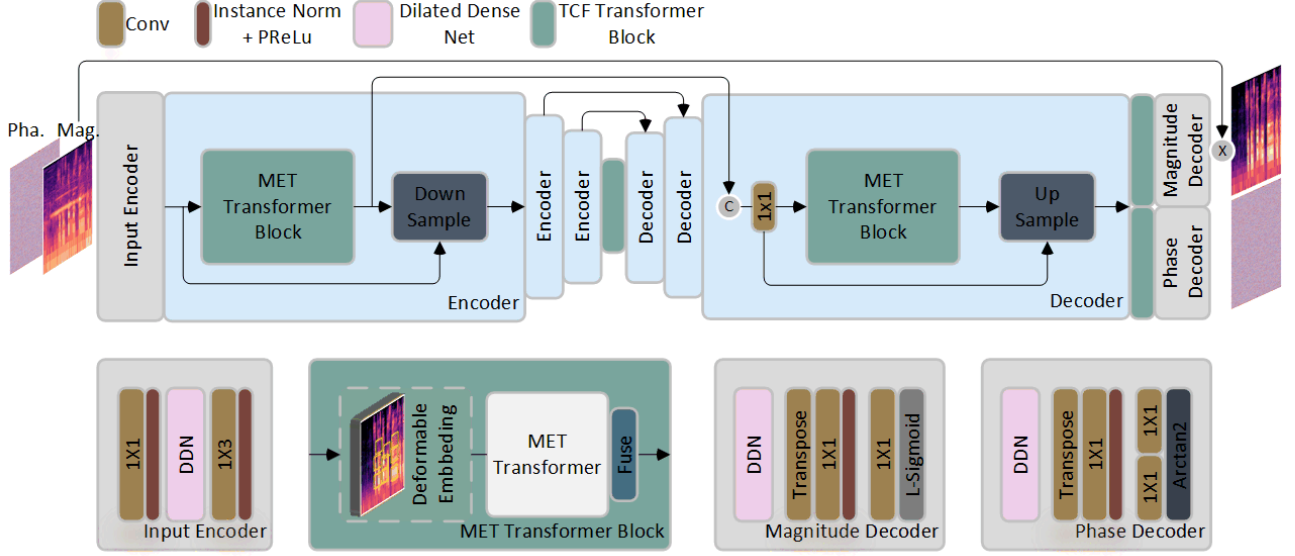 Conv
Instance Norm
+ PReLu
Dilated Dense
Net
TCF Transformer
Block
Pha.
Mag.
Input Encoder
MET
Transformer
Block
Down
Sample
Encoder
Encoder
Encoder
Decoder
Decoder
C
1X1
MET
Transformer
Block
Up
Sample
Decoder
Magnitude
Decoder
Phase
Decoder
X
1X1
DDN
1X3
Input Encoder
Deformable
Embbeding
MET
Transformer
Fuse
MET Transformer Block
DDN
Transpose
1X1
L-Sigmoid
Magnitude Decoder
DDN
Transpose
1X1
1X1
1X1
Arctan2
Phase Decoder